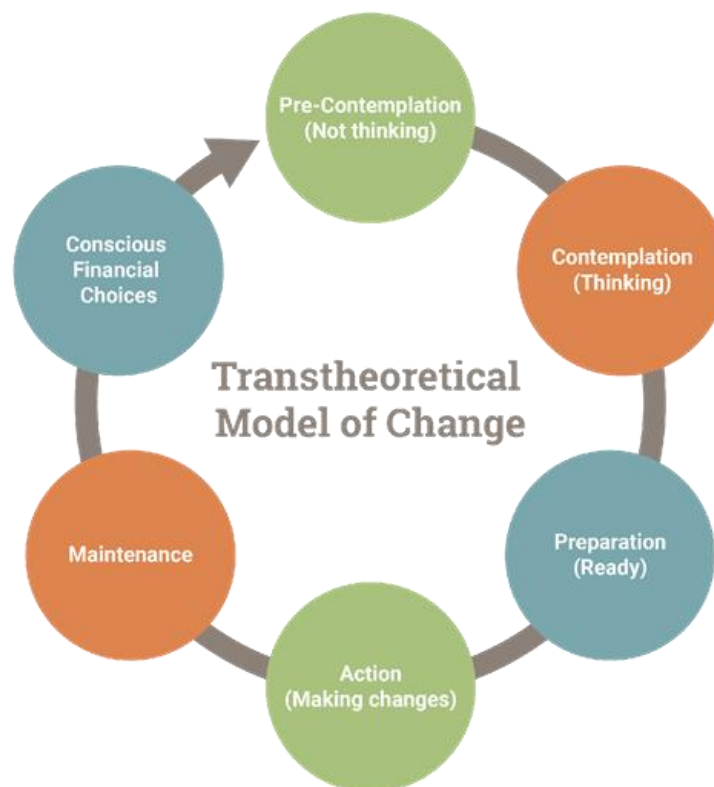 Pre-Contemplation
(Not thinking)
Contemplation
(Thinking)
Preparation
(Ready)
Action
(Making changes)
Maintenance
Conscious
Financial
Choices
Transtheoretical
Model of Change